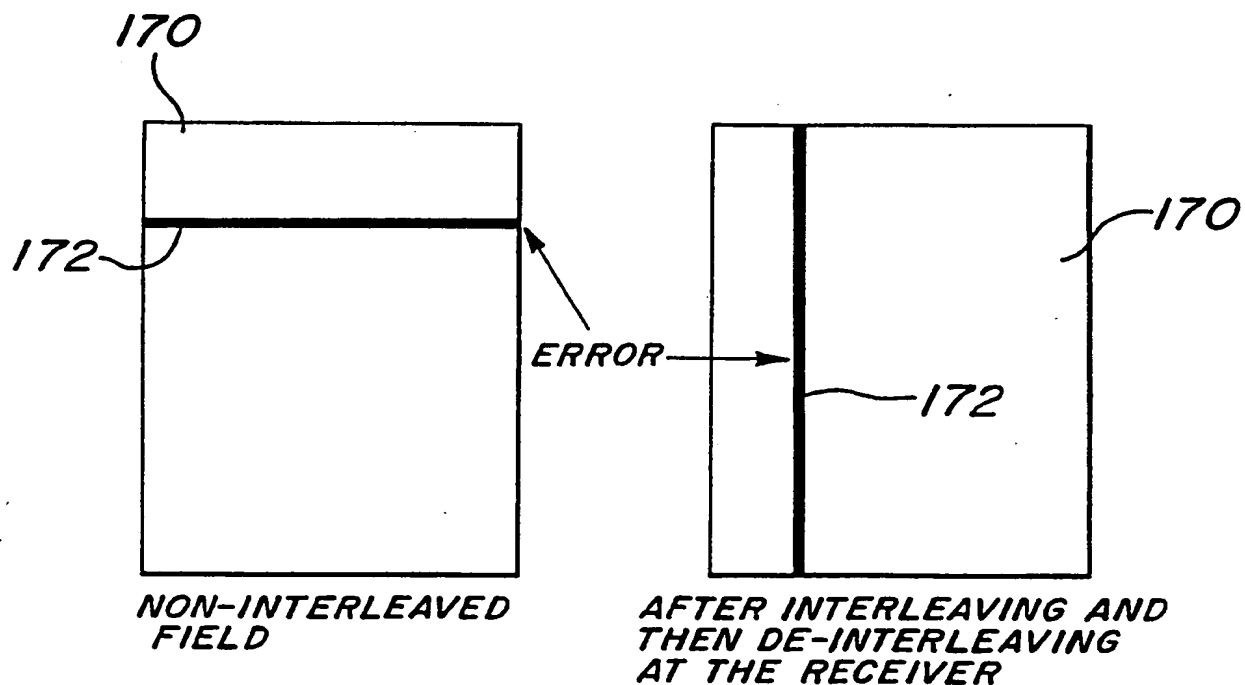 170
172
NON-INTERLEAVED
FIELD
ERROR
170
172
AFTER INTERLEAVING AND
THEN DE-INTERLEAVING
AT THE RECEIVER